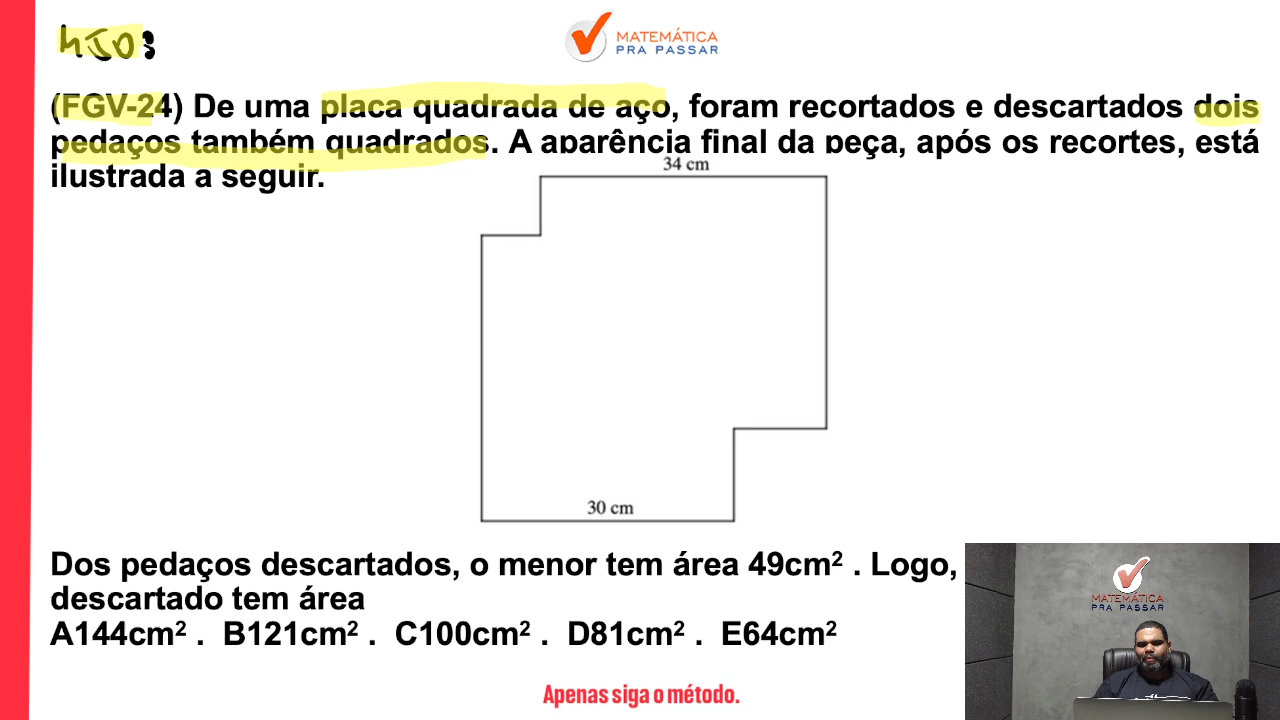 MJO:
MATEMÁTICA
PRA PASSAR
(FGV-24) De uma placa quadrada de aço, foram recortados e descartados dois
pedaços também quadrados. A aparência final da peça, após os recortes, está
ilustrada a seguir.
34 cm
30 cm
Dos pedaços descartados, o menor tem área 49cm² . Logo,
descartado tem área
A144cm² . B121cm² . C100cm² . D81cm² . E64cm²
MATEMÁTICA
PRA PASSAR
Apenas siga o método.